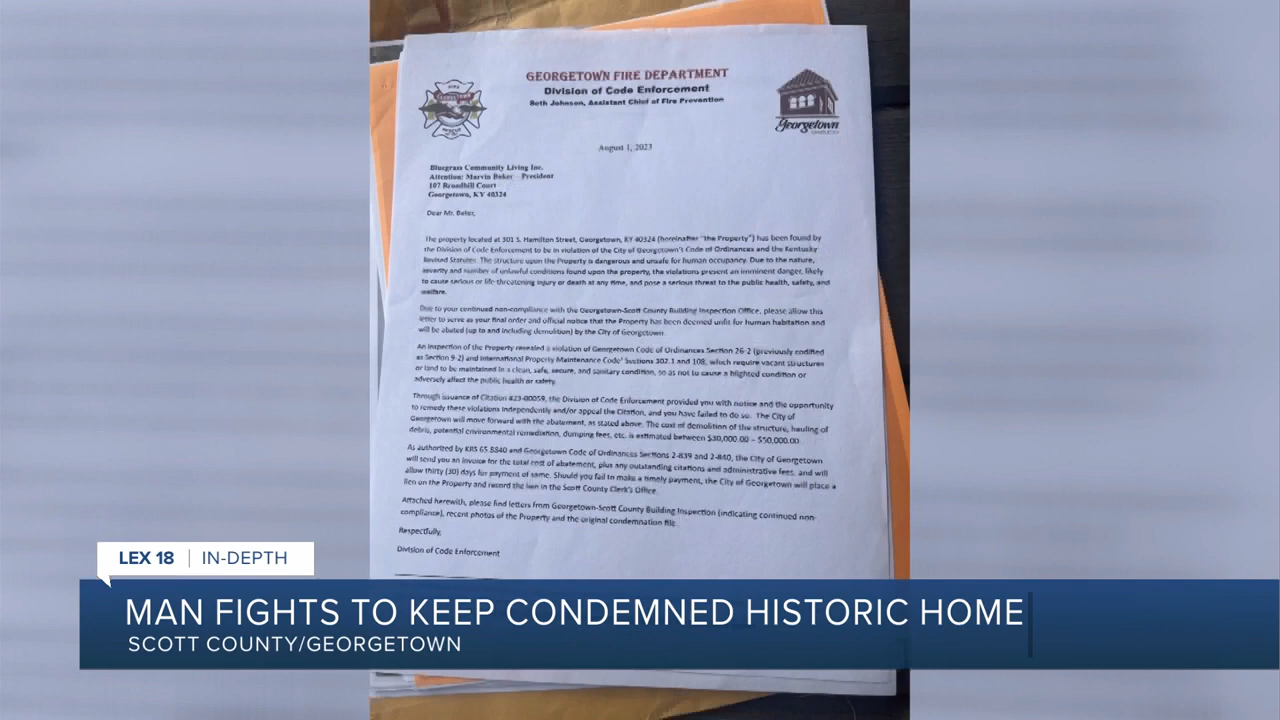 GEORGETOWN FIRE DEPARTMENT
Division of Code Enforcement
Beth Johnson, Assistant Chief of Fire Prevention
FIRE
GEORGETOWN
RESCUE
Georgetown
KENTUCKY
August 1, 2023
Bluegrass Community Living Inc.
Attention: Marvin Baker – President
107 Broadhill Court
Georgetown, KY 40324
Dear Mr. Baker,
The property located at 301 S. Hamilton Street, Georgetown, KY 40324 (hereinafter "the Property") has been found by
the Division of Code Enforcement to be in violation of the City of Georgetown's Code of Ordinances and the Kentucky
Revised Statutes. The structure upon the Property is dangerous and unsafe for human occupancy. Due to the nature,
severity and number of unlawful conditions found upon the property, the violations present an imminent danger, likely
to cause serious or life-threatening injury or death at any time, and pose a serious threat to the public health, safety, and
welfare.
Due to your continued non-compliance with the Georgetown-Scott County Building Inspection Office, please allow this
letter to serve as your final order and official notice that the Property has been deemed unfit for human habitation and
will be abated (up to and including demolition) by the City of Georgetown.
An inspection of the Property revealed a violation of Georgetown Code of Ordinances Section 26-2 (previously codified
as Section 9-2) and International Property Maintenance Code' Sections 302.1 and 108, which require vacant structures
or land to be maintained in a clean, safe, secure, and sanitary condition, so as not to cause a blighted condition or
adversely affect the public health or safety.
Through issuance of Citation #23-00059, the Division of Code Enforcement provided you with notice and the opportunity
to remedy these violations independently and/or appeal the Citation, and you have failed to do so. The City of
Georgetown will move forward with the abatement, as stated above. The cost of demolition of the structure, hauling of
debris, potential environmental remediation, dumping fees, etc. is estimated between $30,000.00 – $50,000.00
As authorized by KRS 65.8840 and Georgetown Code of Ordinances Sections 2-839 and 2-840, the City of Georgetown
will send you an invoice for the total cost of abatement, plus any outstanding citations and administrative fees, and will
allow thirty (30) days for payment of same. Should you fail to make a timely payment, the City of Georgetown will place a
lien on the Property and record the lien in the Scott County Clerk's Office.
Attached herewith, please find letters from Georgetown-Scott County Building Inspection (indicating continued non-
compliance), recent photos of the Property and the original condemnation file.
Respectfully,
Division of Code Enforcement
LEX 18 | IN-DEPTH
MAN FIGHTS TO KEEP CONDEMNED HISTORIC HOME
SCOTT COUNTY/GEORGETOWN